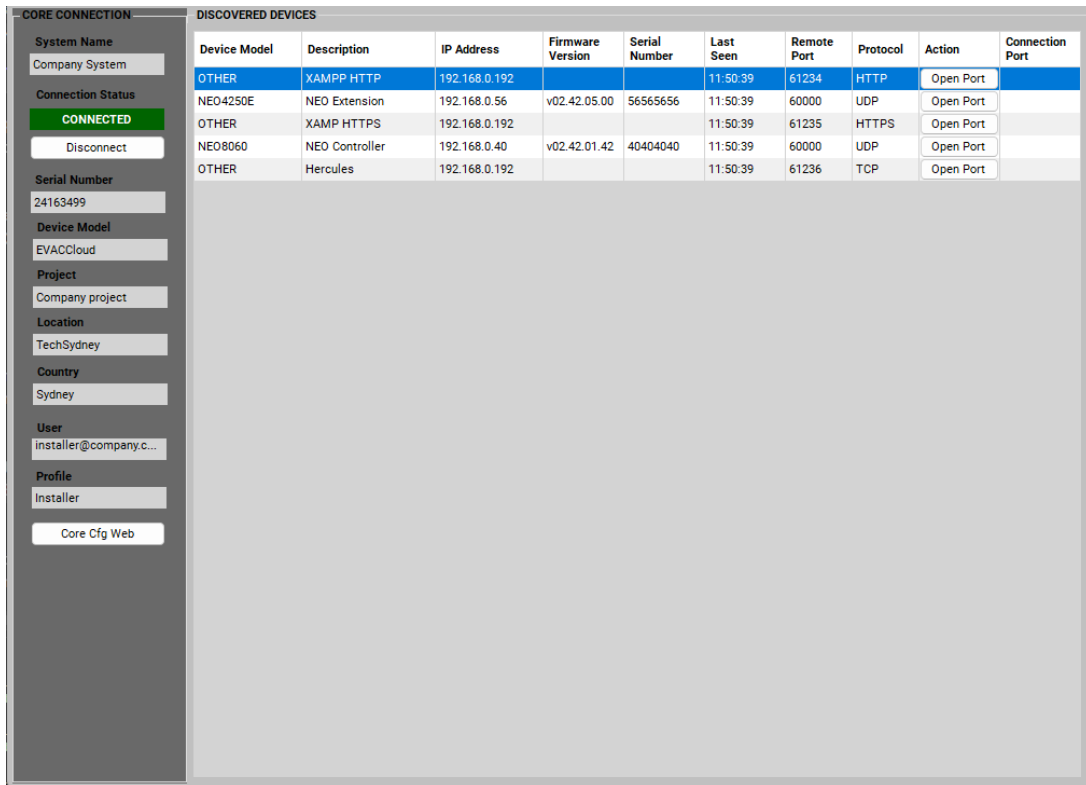 CORE CONNECTION
System Name
Company System
Connection Status
CONNECTED
Disconnect
Serial Number
24163499
Device Model
EVACCloud
Project
Company project
Location
TechSydney
Country
Sydney
User
installer@company.c...
Profile
Installer
Core Cfg Web
DISCOVERED DEVICES
Device Model Description IP Address Firmware Version Serial Number Last Seen Remote Port Protocol Action Connection Port
OTHER XAMPP HTTP 192.168.0.192 11:50:39 61234 HTTP Open Port
NEO4250E NEO Extension 192.168.0.56 v02.42.05.00 56565656 11:50:39 60000 UDP Open Port
OTHER XAMP HTTPS 192.168.0.192 11:50:39 61235 HTTPS Open Port
NEO8060 NEO Controller 192.168.0.40 v02.42.01.42 40404040 11:50:39 60000 UDP Open Port
OTHER Hercules 192.168.0.192 11:50:39 61236 TCP Open Port